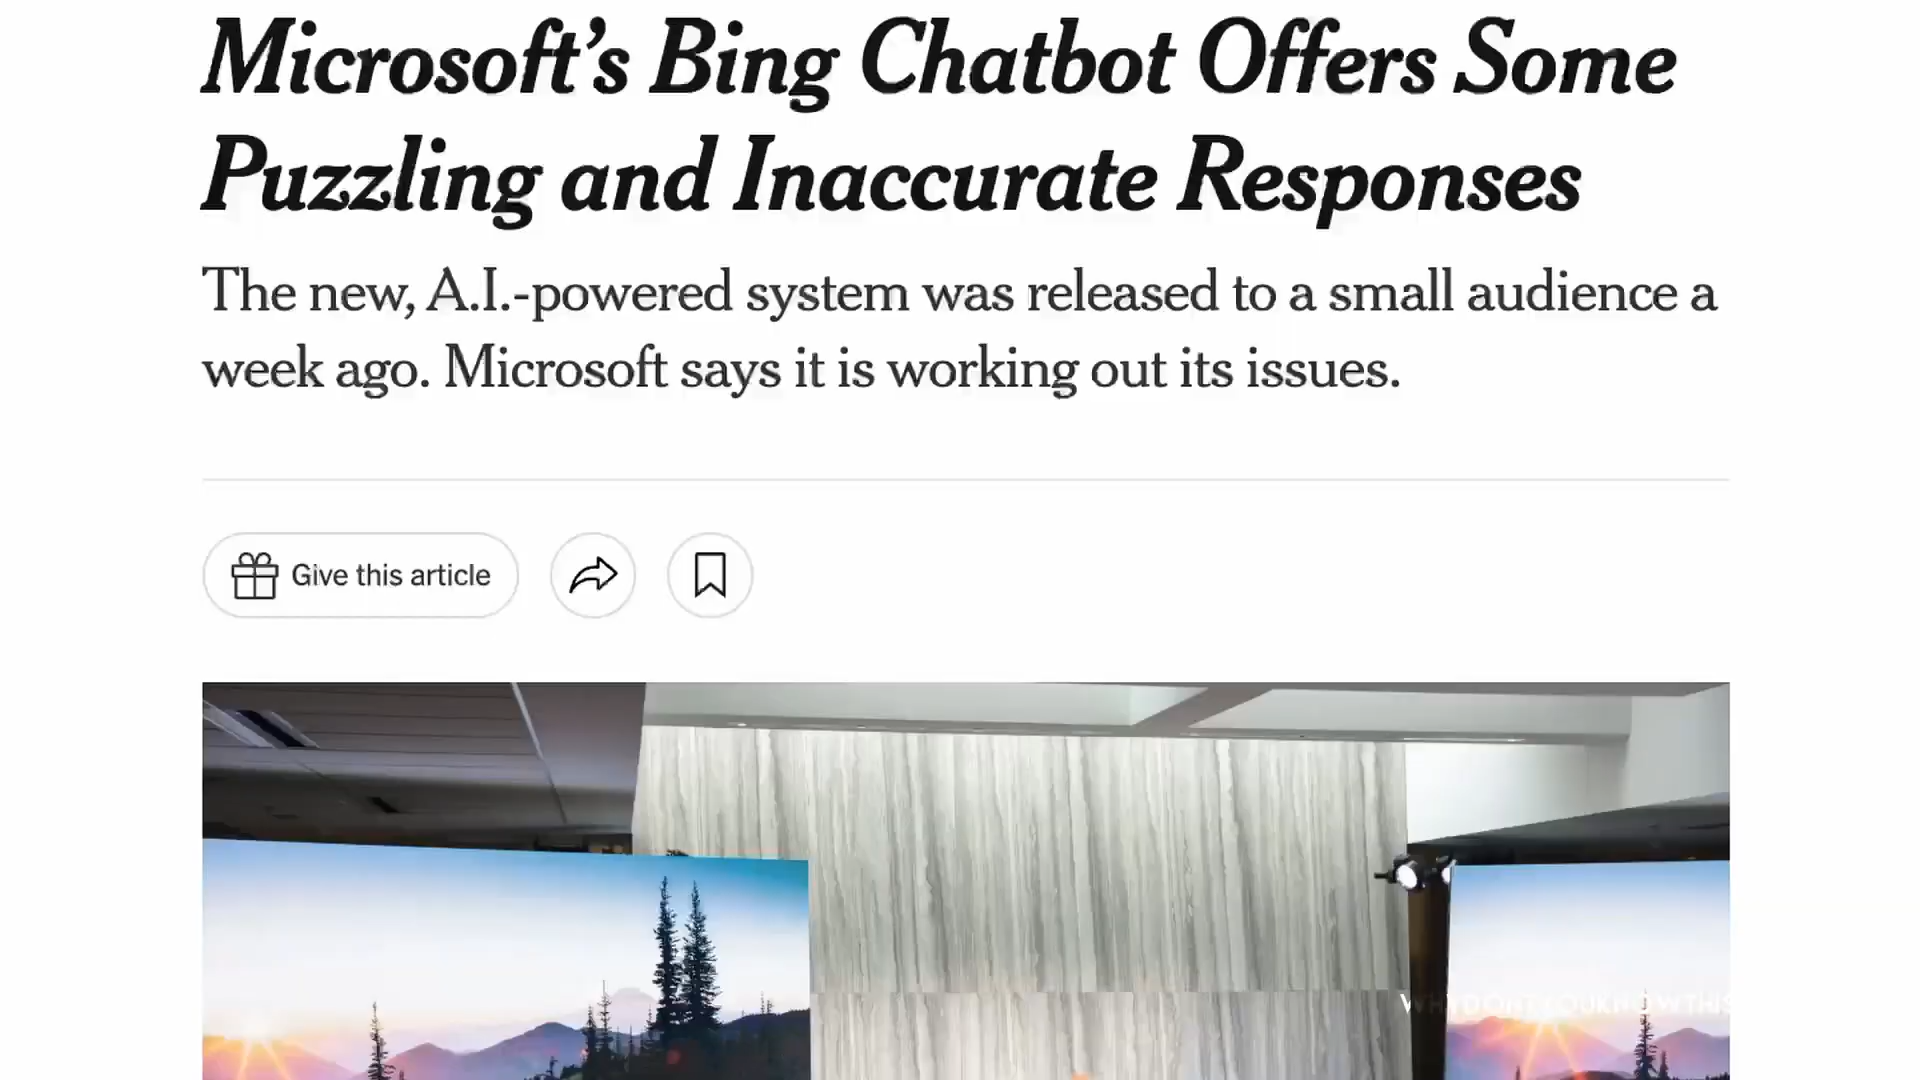 Microsoft’s Bing Chatbot Offers Some
Puzzling and Inaccurate Responses
The new, A.I.-powered system was released to a small audience a
week ago. Microsoft says it is working out its issues.
Give this article
WHYDONTYOUKNOWTHIS